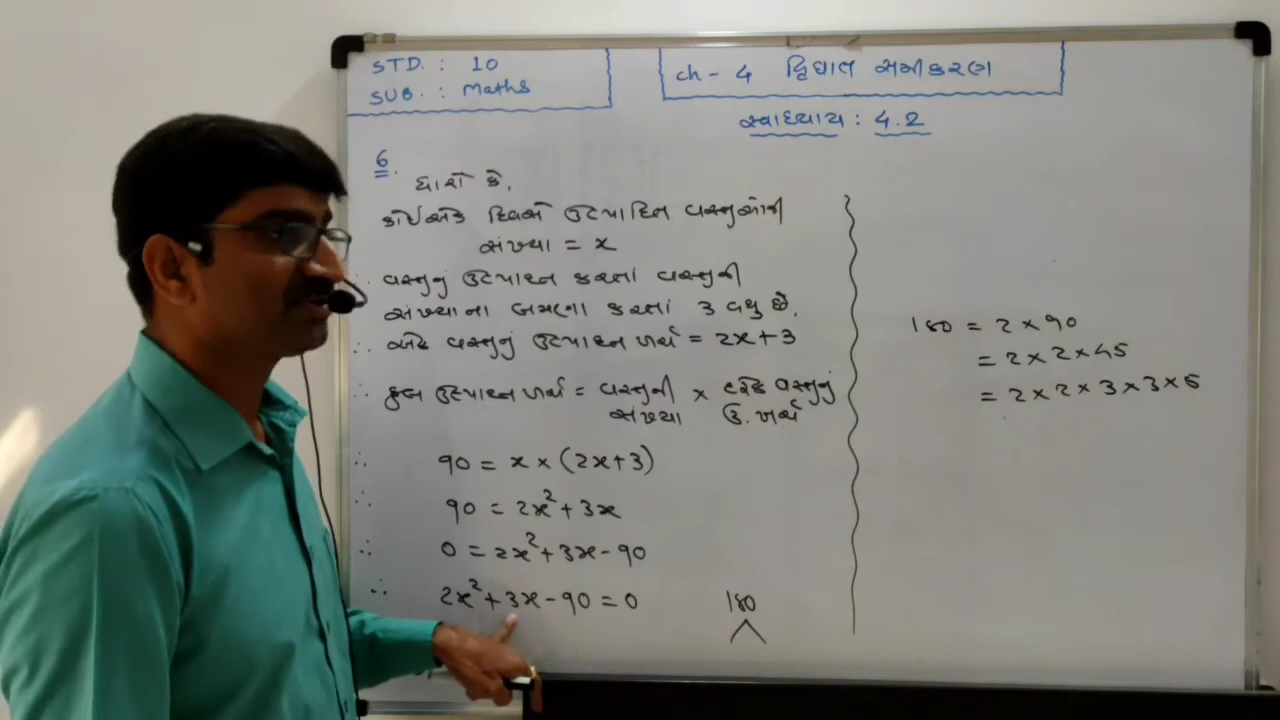 STD. : 10
SUB. : Maths
ch - 4 દ્વિઘાત સમીકરણ
સ્વાધ્યાય : 4.2
6.
ધારો કે,
કોઈએક દિવસે ઉત્પાદિત વસ્તુઓની
સંખ્યા = x
વસ્તુનું ઉત્પાદન કરતાં વસ્તુની
સંખ્યાના બમણા કરતાં 3 વધુ છે.
∴ એક વસ્તુનું ઉત્પાદન ખર્ચ = 2x+3
∴ કુલ ઉત્પાદન ખર્ચ = વસ્તુની × દરેક વસ્તુનું
સંખ્યા ઉ. ખર્ચ
∴ 90 = x × (2x+3)
∴ 90 = 2x²+3x
∴ 0 = 2x²+3x-90
∴ 2x²+3x-90 = 0
180
180 = 2 × 90
= 2 × 2 × 45
= 2 × 2 × 3 × 3 × 5